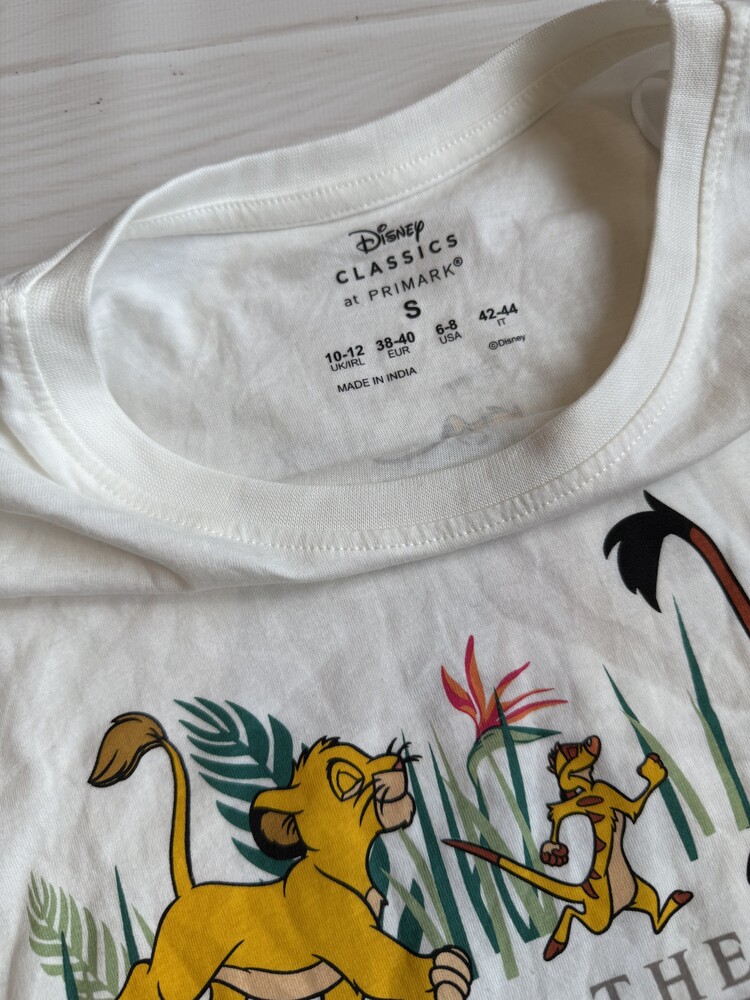 Disney
CLASSICS
at PRIMARK®
S
10-12 38-40 6-8 42-44
UK/IRL EUR USA IT
MADE IN INDIA ©Disney
THE